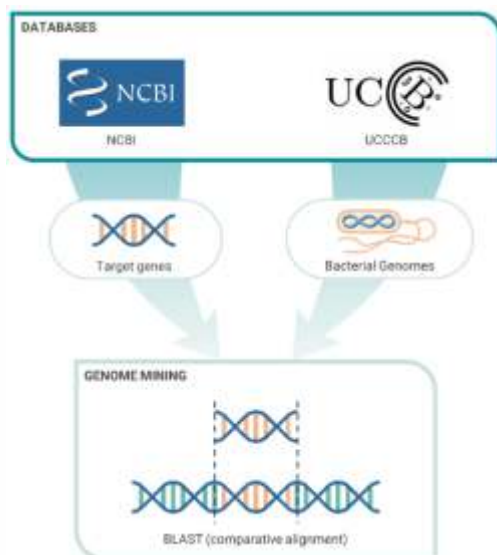 DATABASES
NCBI
UC
NCBI
UCCCB
Target genes
Bacterial Genomes
GENOME MINING
BLAST (comparative alignment)